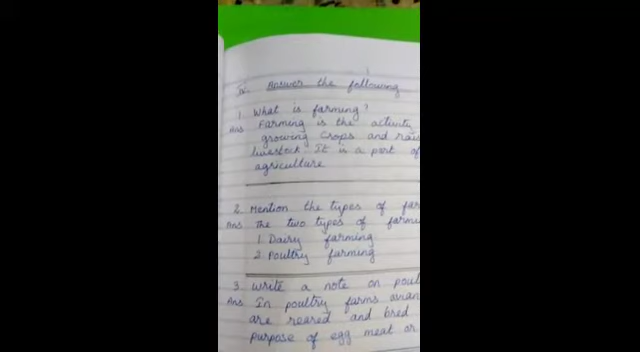 IV. Answer the following
1. What is farming?
Ans Farming is the activity
growing crops and
livestock. It is a part of
agriculture
2. Mention the types of
Ans The two types of
1. Dairy farming
2. Poultry farming
3. Write a note on
Ans In poultry farms
are reared and bred
purpose of egg meat or